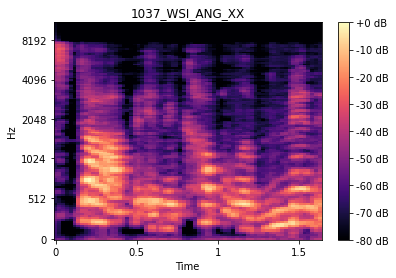 1037_WSI_ANG_XX
Hz
8192
4096
2048
1024
512
0
0
0.5
1
1.5
Time
+0 dB
-10 dB
-20 dB
-30 dB
-40 dB
-50 dB
-60 dB
-70 dB
-80 dB